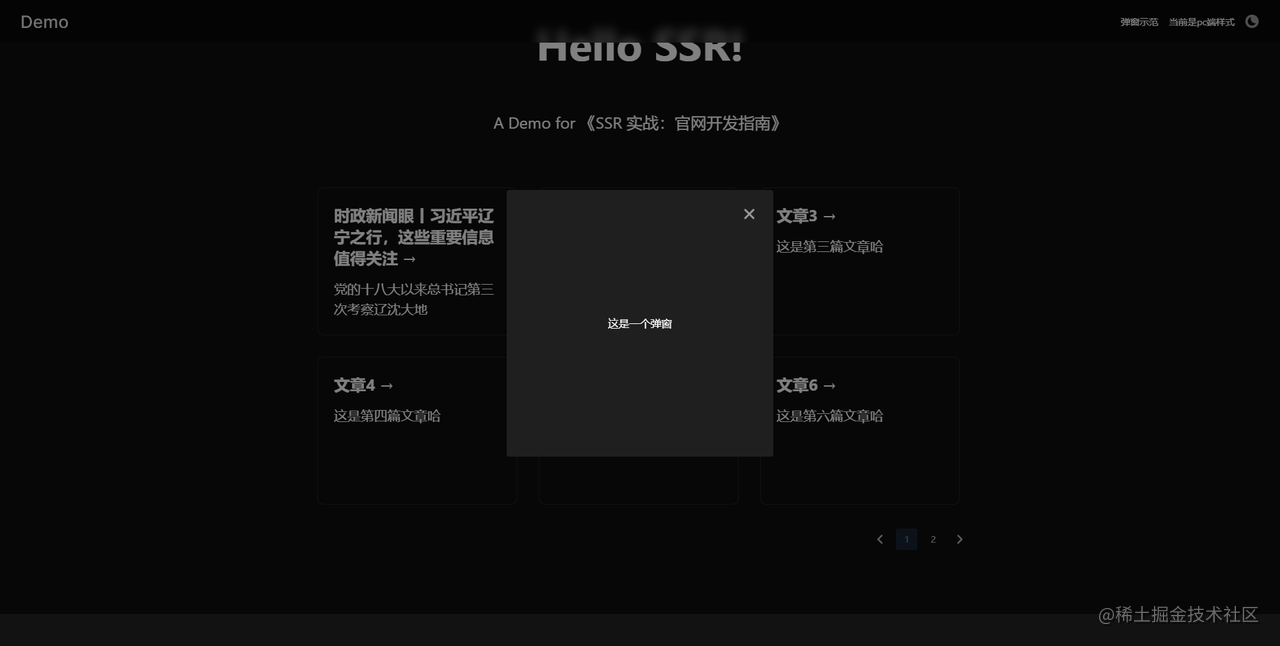 Demo
弹窗示范 当前是pc端样式
Hello SSR!
A Demo for 《SSR 实战：官网开发指南》
时政新闻眼丨习近平辽
宁之行，这些重要信息
值得关注 →
党的十八大以来总书记第三
次考察辽沈大地
文章3 →
这是第三篇文章哈
这是一个弹窗
文章4 →
这是第四篇文章哈
文章6 →
这是第六篇文章哈
1 2
@稀土掘金技术社区